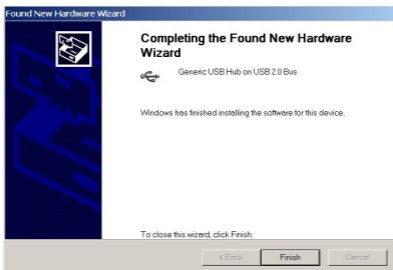 Found New Hardware Wizard
Completing the Found New Hardware
Wizard
Generic USB Hub on USB 2.0 Bus
Windows has finished installing the software for this device.
To close this wizard, click Finish.
< Back
Finish
Cancel